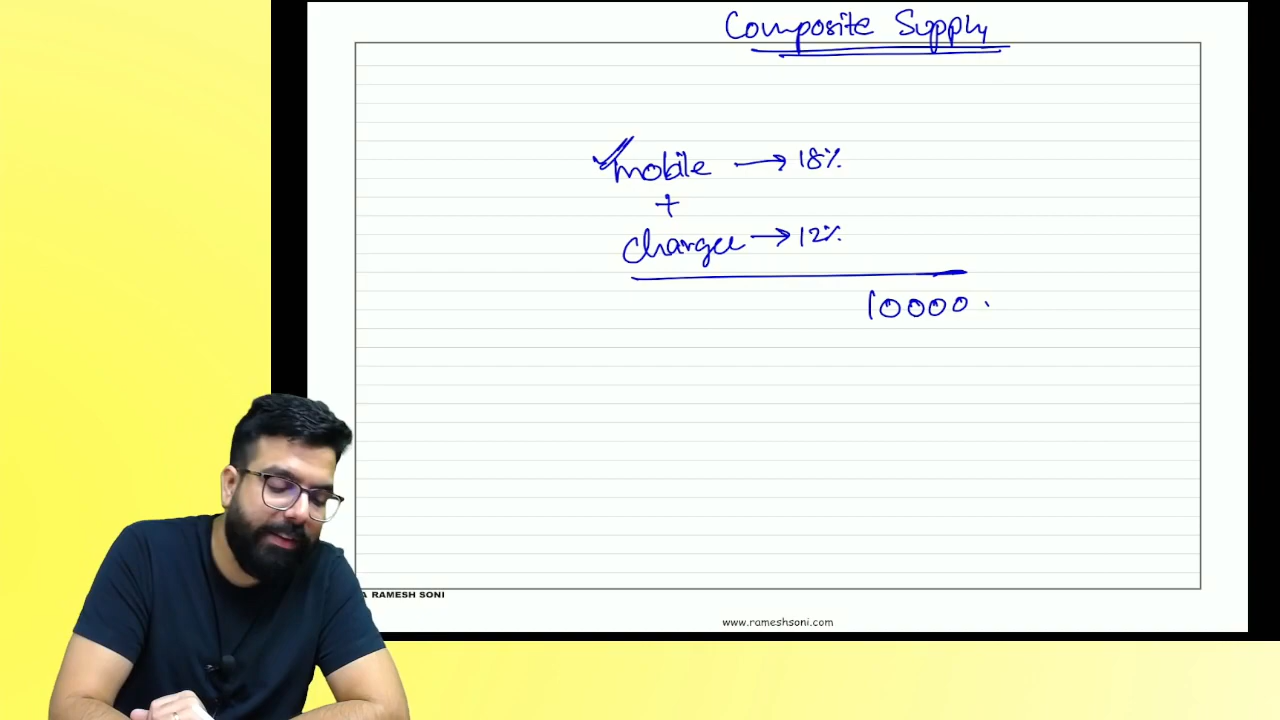 Composite Supply
mobile → 18%
+
charger → 12%
10000.
A RAMESH SONI
www.rameshsoni.com